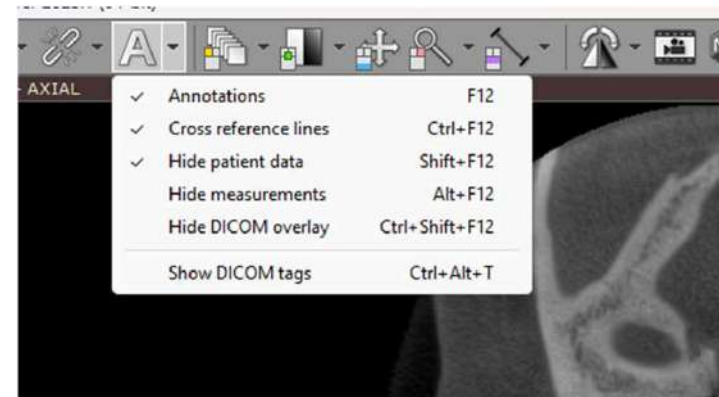 AXIAL
A
✓ Annotations F12
✓ Cross reference lines Ctrl+F12
✓ Hide patient data Shift+F12
Hide measurements Alt+F12
Hide DICOM overlay Ctrl+Shift+F12
Show DICOM tags Ctrl+Alt+T